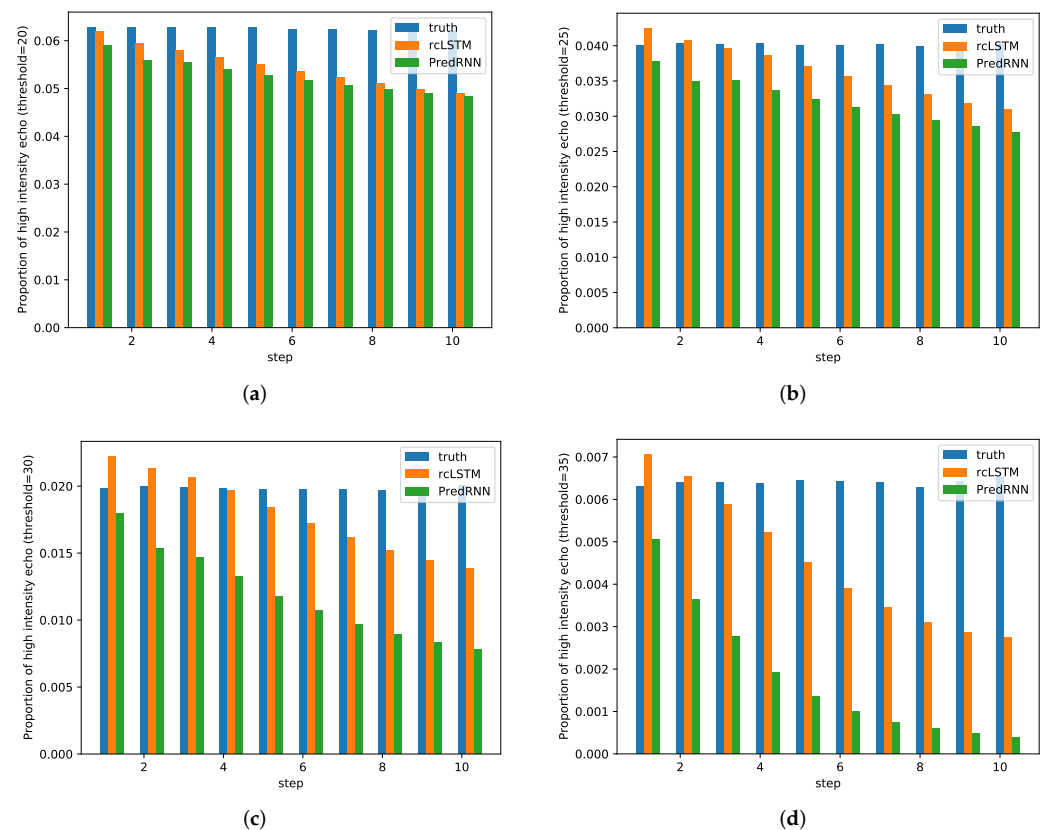 Proportion of high intensity echo (threshold=20)
0.06
0.05
0.04
0.03
0.02
0.01
0.00
2 4 6 8 10
step
truth
rcLSTM
PredRNN
(a)
Proportion of high intensity echo (threshold=25)
0.040
0.035
0.030
0.025
0.020
0.015
0.010
0.005
0.000
2 4 6 8 10
step
truth
rcLSTM
PredRNN
(b)
Proportion of high intensity echo (threshold=30)
0.020
0.015
0.010
0.005
0.000
2 4 6 8 10
step
truth
rcLSTM
PredRNN
(c)
Proportion of high intensity echo (threshold=35)
0.007
0.006
0.005
0.004
0.003
0.002
0.001
0.000
2 4 6 8 10
step
truth
rcLSTM
PredRNN
(d)